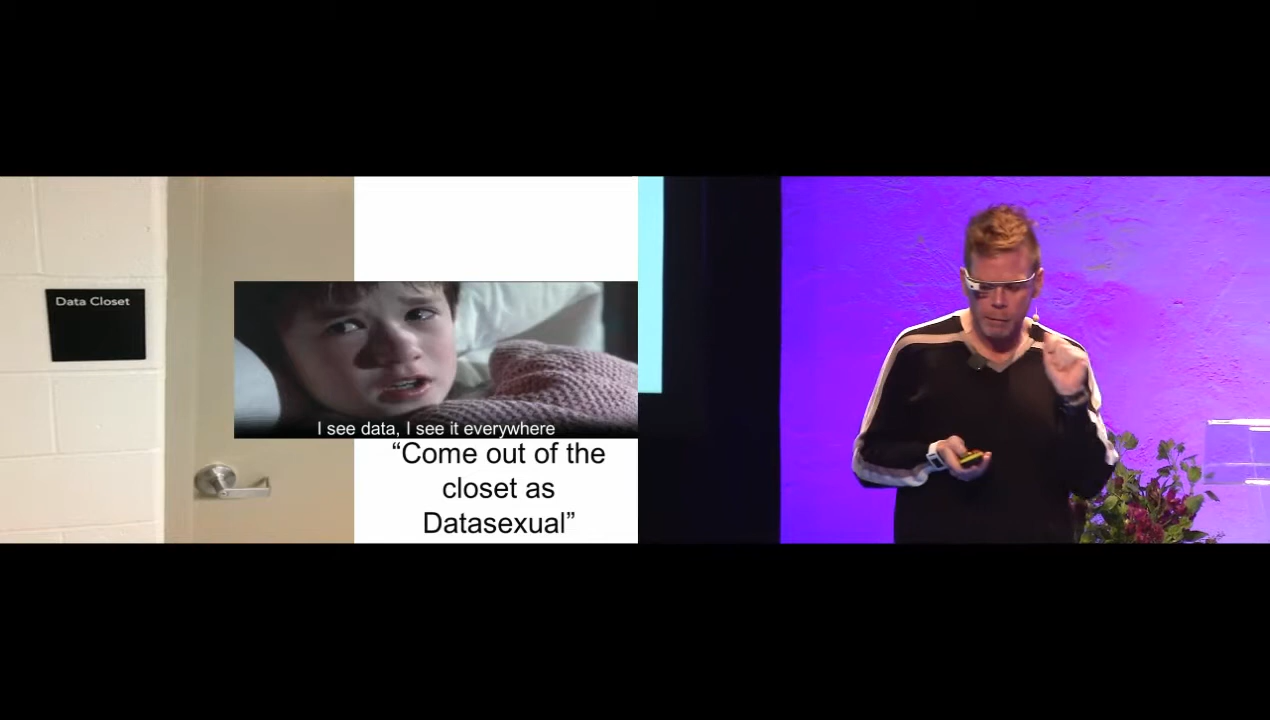 Data Closet
I see data, I see it everywhere
“Come out of the
closet as
Datasexual”